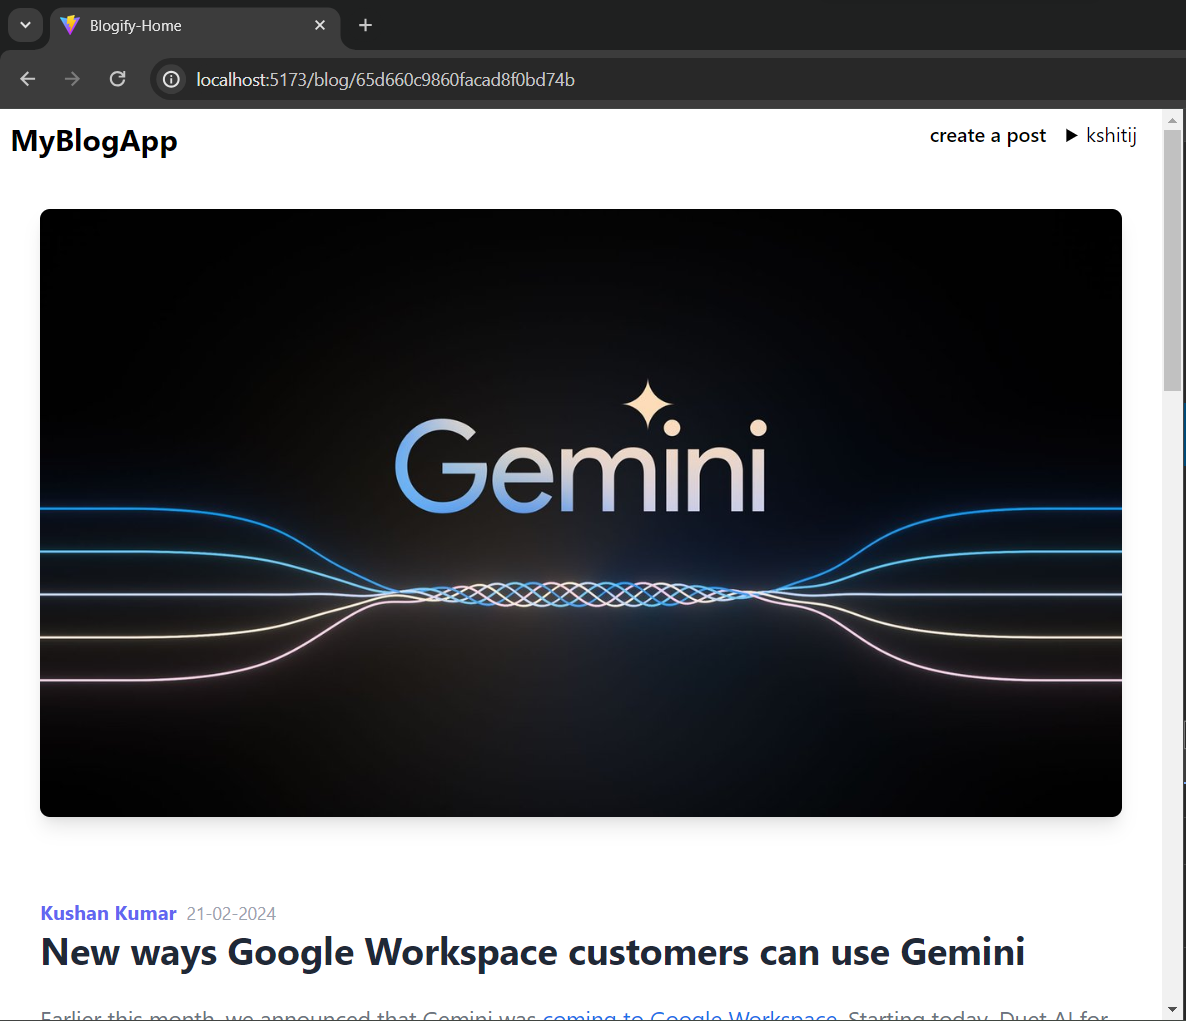 Blogify-Home
localhost:5173/blog/65d660c9860facad8f0bd74b
MyBlogApp
create a post ▶ kshitij
Gemini
Kushan Kumar 21-02-2024
New ways Google Workspace customers can use Gemini
Earlier this month, we announced that Gemini was coming to Google Workspace. Starting today, Duet AI for